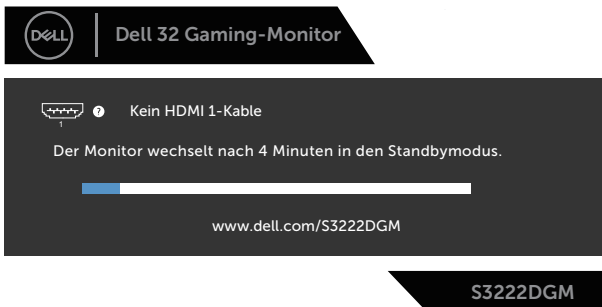 DELL
Dell 32 Gaming-Monitor
1
?
Kein HDMI 1-Kable
Der Monitor wechselt nach 4 Minuten in den Standbymodus.
www.dell.com/S3222DGM
S3222DGM